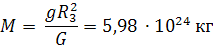 M = gR₃²/G = 5,98 · 10²⁴ кг